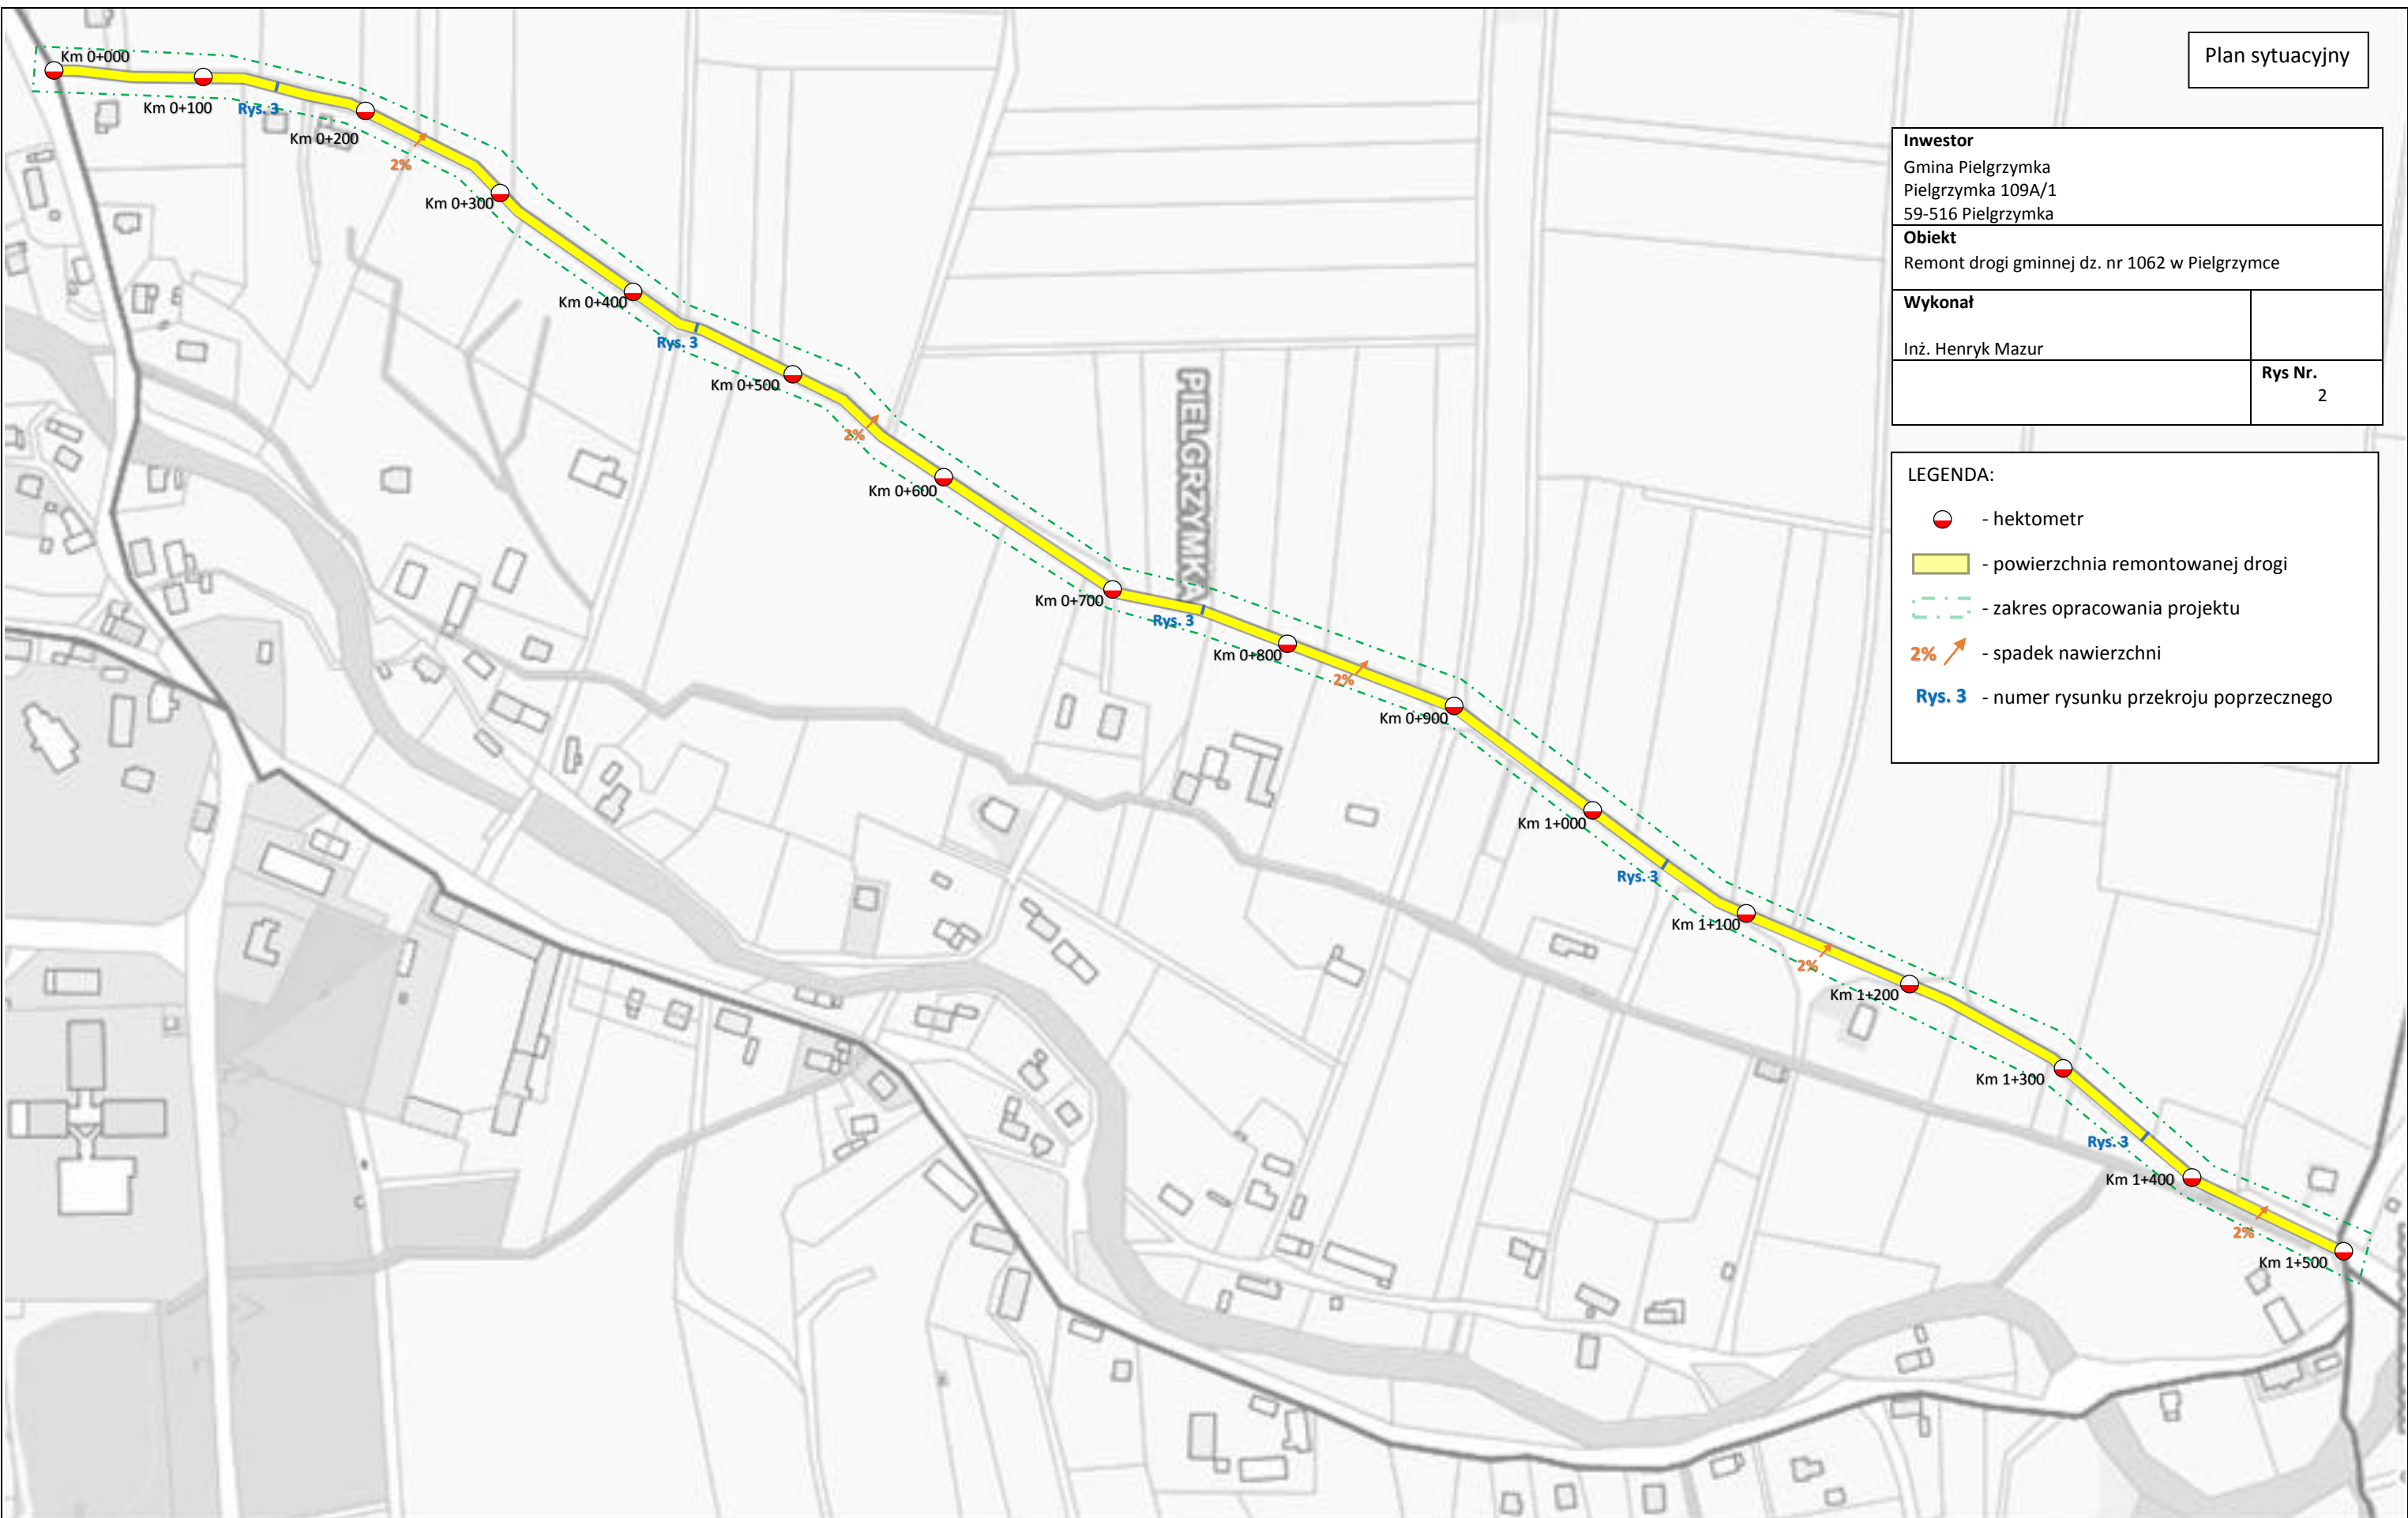 Plan sytuacyjny
Inwestor
Gmina Pielgrzymka
Pielgrzymka 109A/1
59-516 Pielgrzymka
Obiekt
Remont drogi gminnej dz. nr 1062 w Pielgrzymce
Wykonał
Inż. Henryk Mazur
Rys Nr.
2
LEGENDA:
- hektometr
- powierzchnia remontowanej drogi
- zakres opracowania projektu
2% - spadek nawierzchni
Rys. 3 - numer rysunku przekroju poprzecznego
Km 0+000
Km 0+100
Rys. 3
Km 0+200
2%
Km 0+300
Km 0+400
Rys. 3
Km 0+500
2%
Km 0+600
Km 0+700
PIELGRZYMKA
Rys. 3
Km 0+800
2%
Km 0+900
Km 1+000
Rys. 3
Km 1+100
2%
Km 1+200
Km 1+300
Rys. 3
Km 1+400
2%
Km 1+500